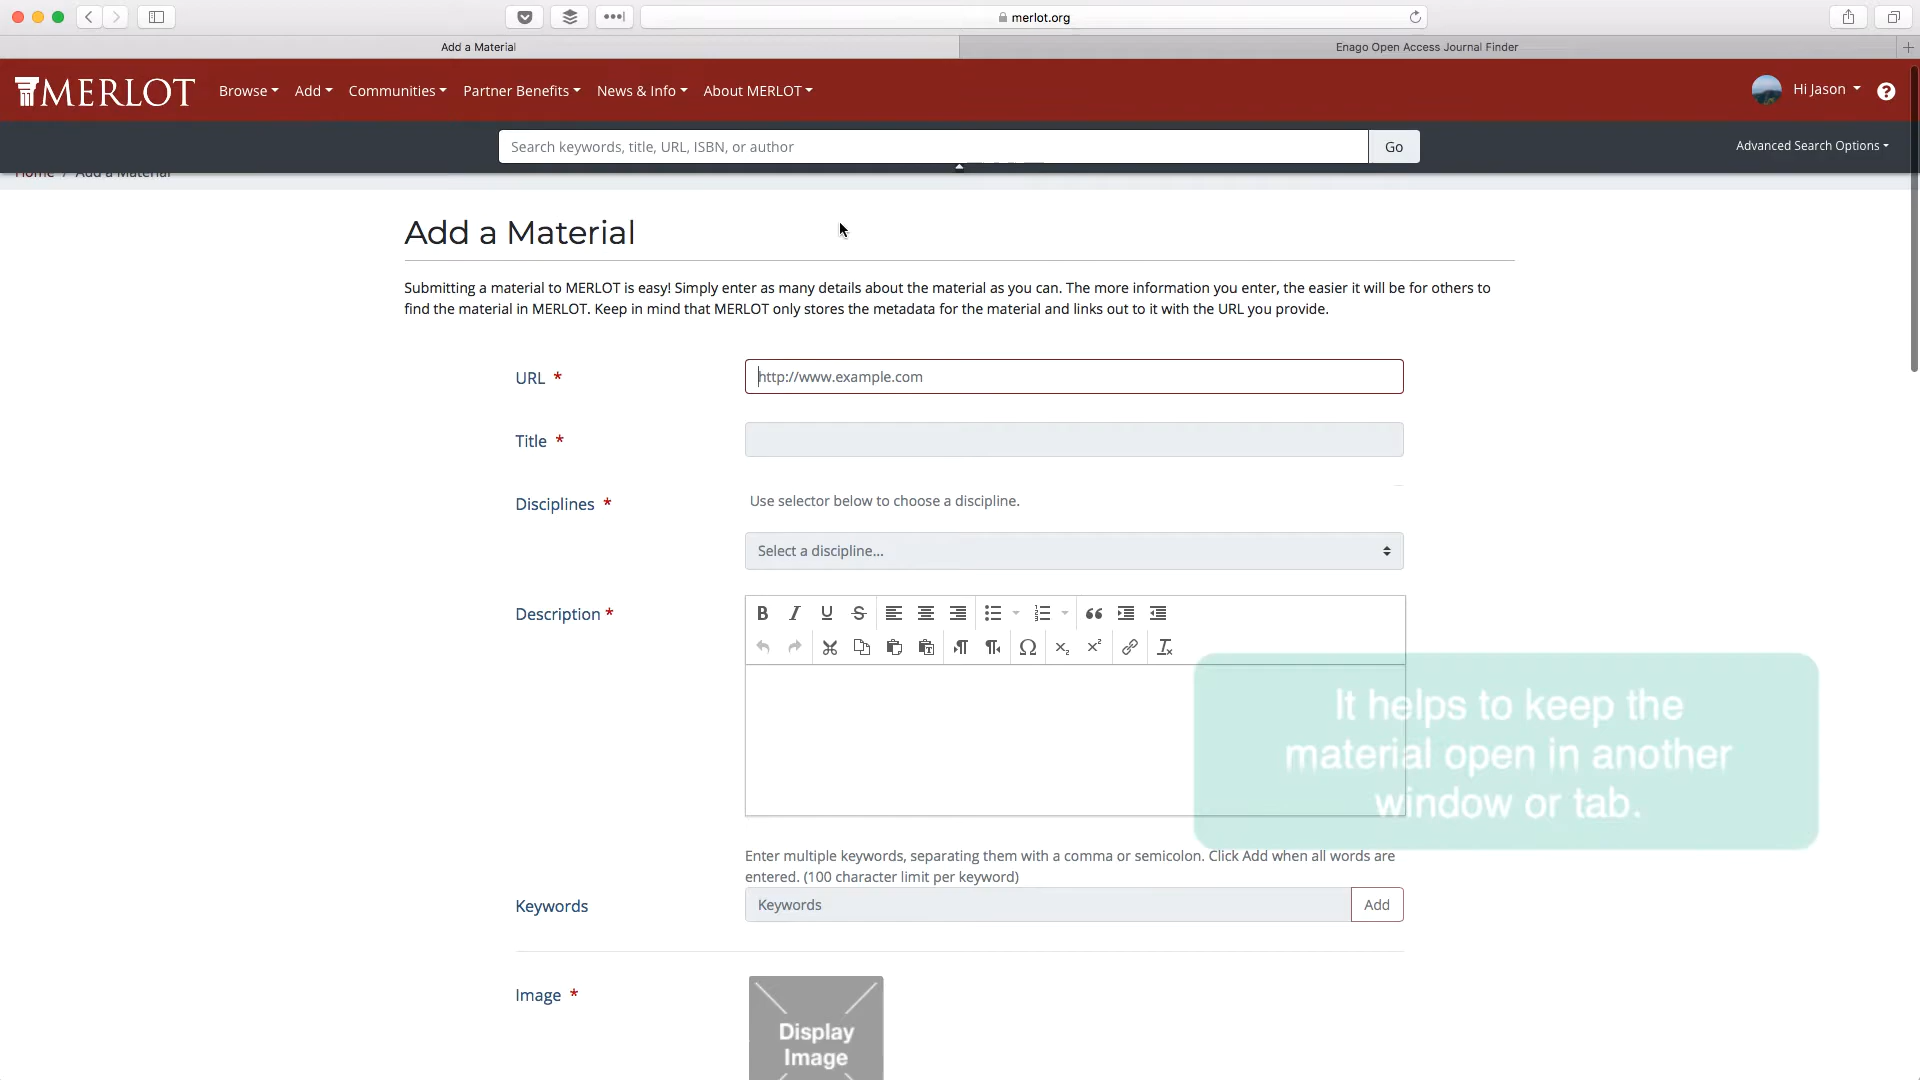 merlot.org
Add a Material
Enago Open Access Journal Finder
MERLOT
Browse
Add
Communities
Partner Benefits
News & Info
About MERLOT
Hi Jason
Search keywords, title, URL, ISBN, or author
Go
Advanced Search Options
Home / Add a Material
Add a Material
Submitting a material to MERLOT is easy! Simply enter as many details about the material as you can. The more information you enter, the easier it will be for others to
find the material in MERLOT. Keep in mind that MERLOT only stores the metadata for the material and links out to it with the URL you provide.
URL *
http://www.example.com
Title *
Disciplines *
Use selector below to choose a discipline.
Select a discipline...
Description *
It helps to keep the
material open in another
window or tab.
Enter multiple keywords, separating them with a comma or semicolon. Click Add when all words are
entered. (100 character limit per keyword)
Keywords
Keywords
Add
Image *
Display
Image